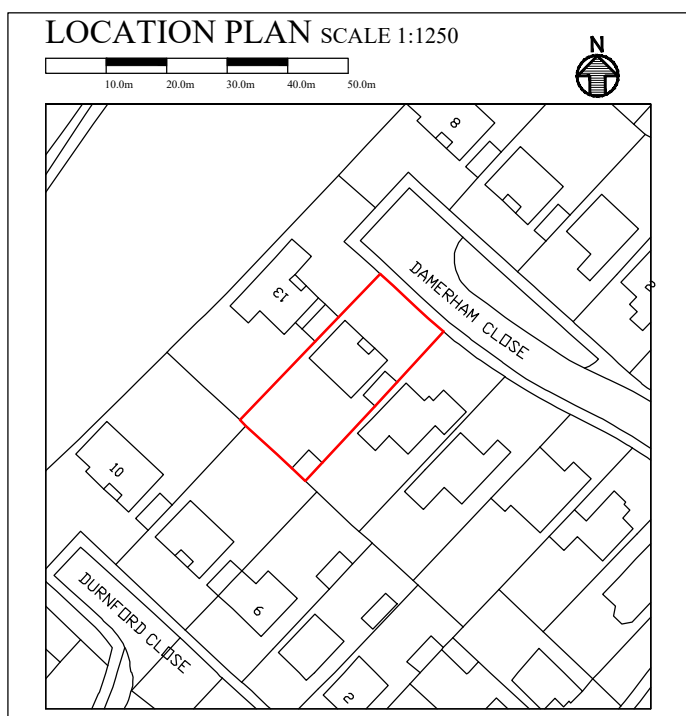 LOCATION PLAN SCALE 1:1250
N
10.0m 20.0m 30.0m 40.0m 50.0m
8
2
DAMERHAM CLOSE
13
10
DURNFORD CLOSE
6
2